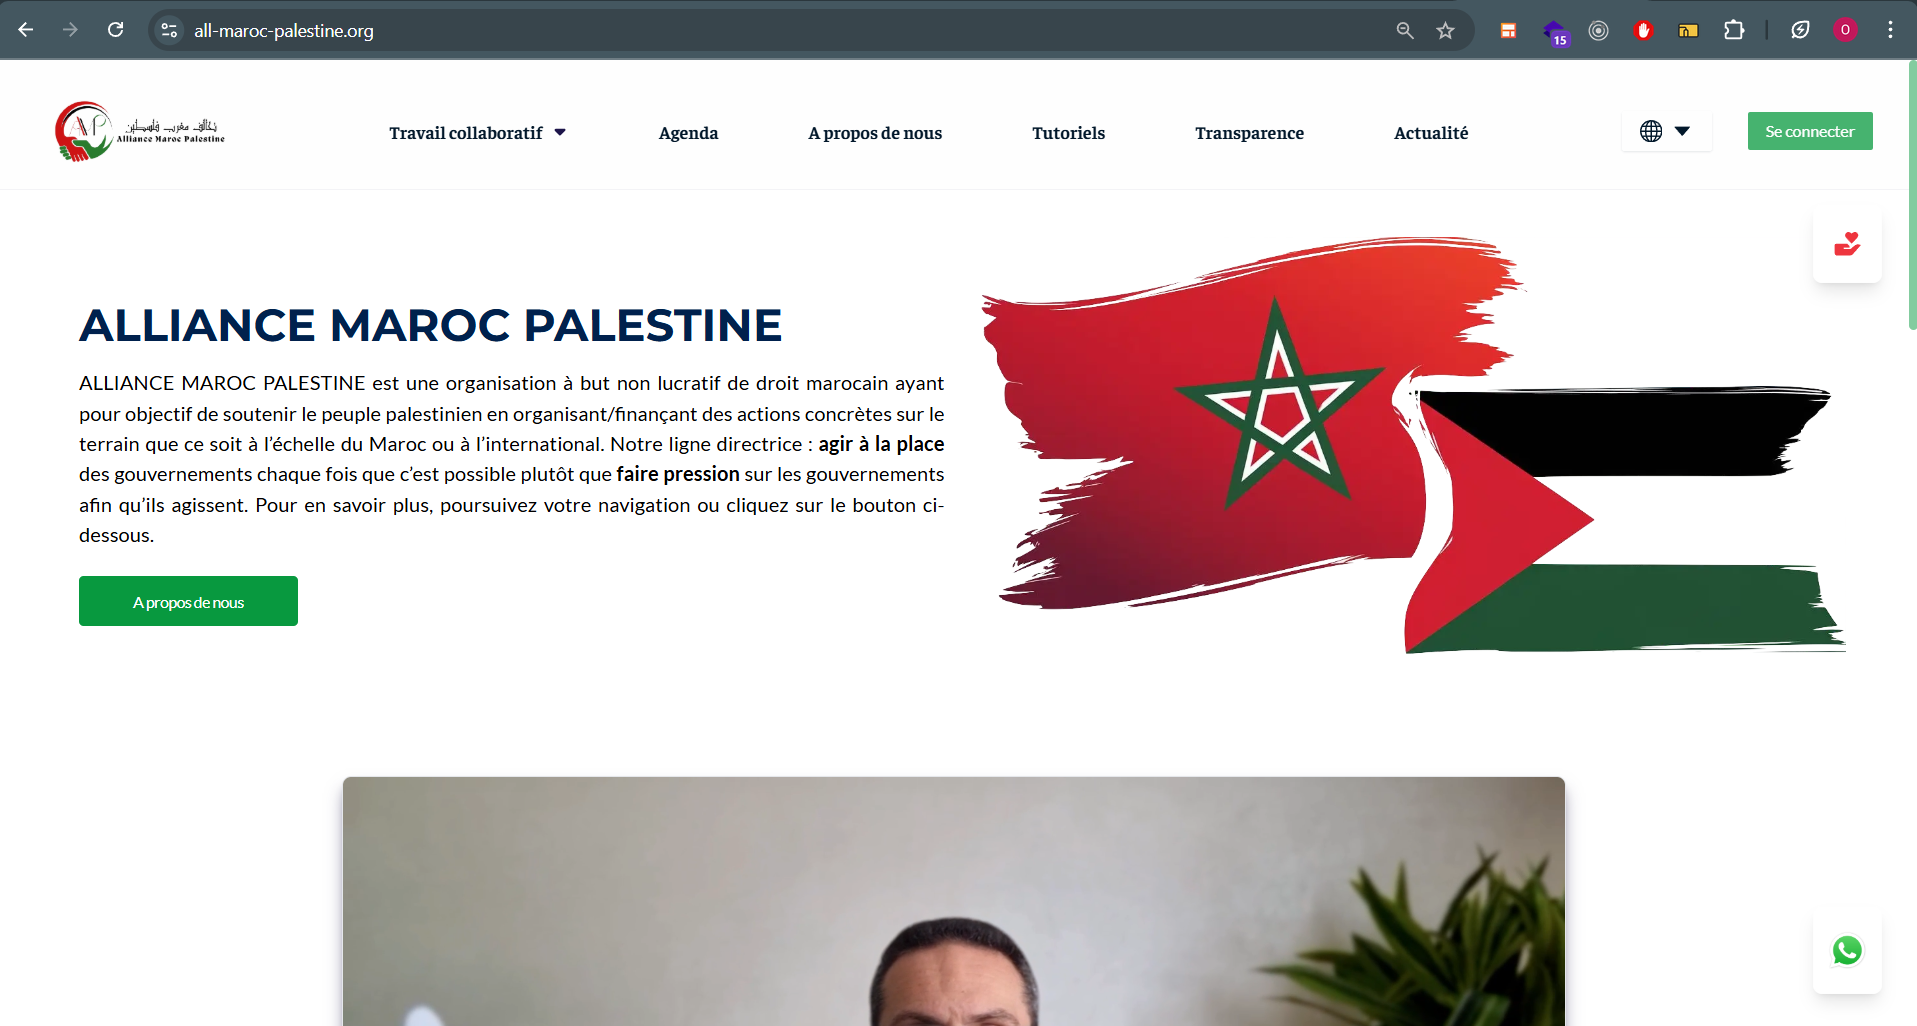 all-maroc-palestine.org
15
O
تحالف مغرب فلسطين
Alliance Maroc Palestine
Travail collaboratif
Agenda
A propos de nous
Tutoriels
Transparence
Actualité
Se connecter
ALLIANCE MAROC PALESTINE
ALLIANCE MAROC PALESTINE est une organisation à but non lucratif de droit marocain ayant
pour objectif de soutenir le peuple palestinien en organisant/finançant des actions concrètes sur le
terrain que ce soit à l’échelle du Maroc ou à l’international. Notre ligne directrice : agir à la place
des gouvernements chaque fois que c’est possible plutôt que faire pression sur les gouvernements
afin qu’ils agissent. Pour en savoir plus, poursuivez votre navigation ou cliquez sur le bouton ci-
dessous.
A propos de nous